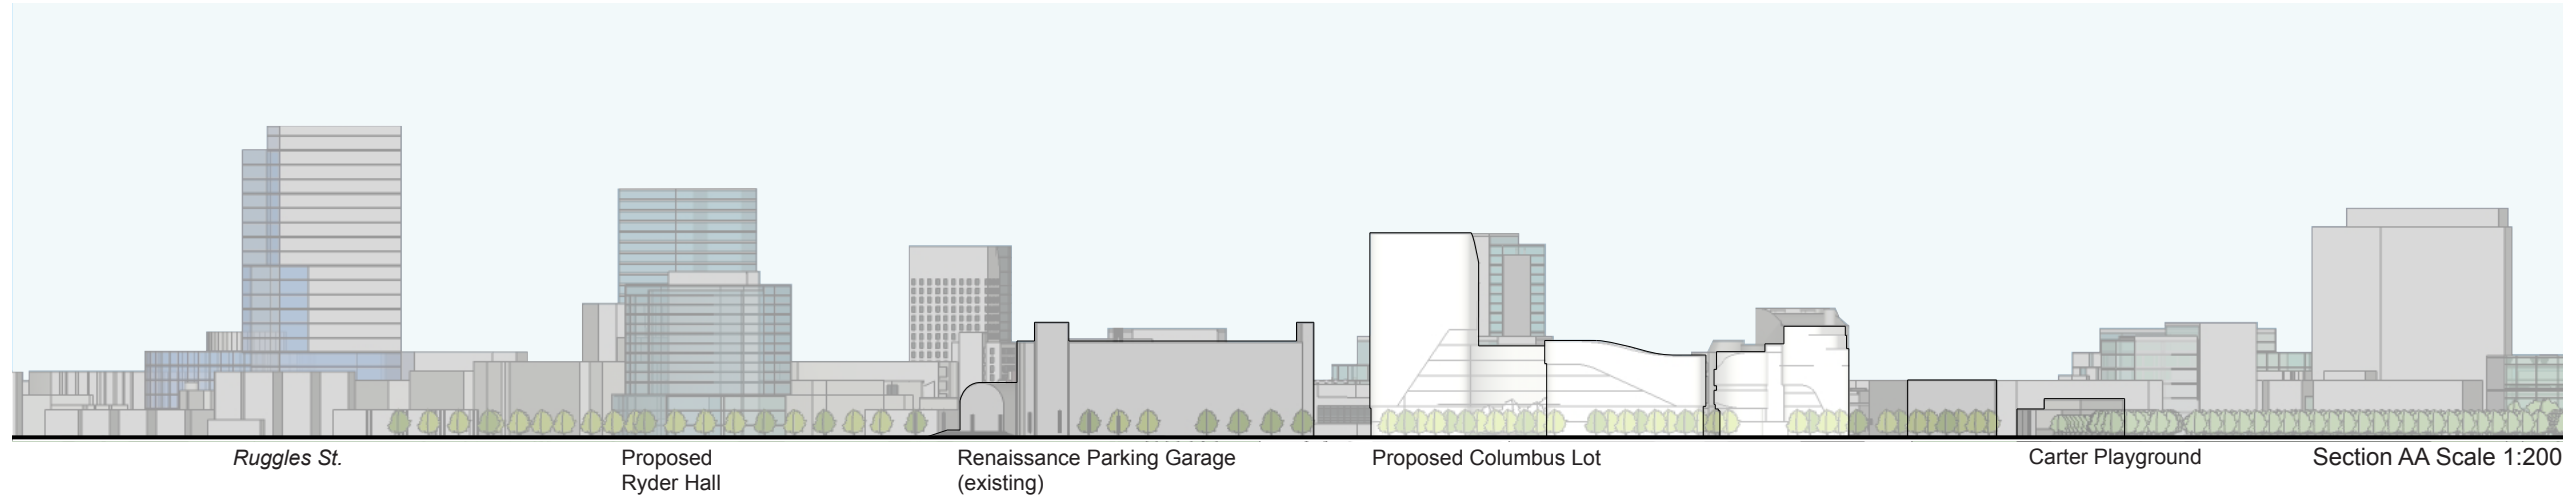 Ruggles St.
Proposed
Ryder Hall
Renaissance Parking Garage
(existing)
Proposed Columbus Lot
Carter Playground
Section AA Scale 1:200